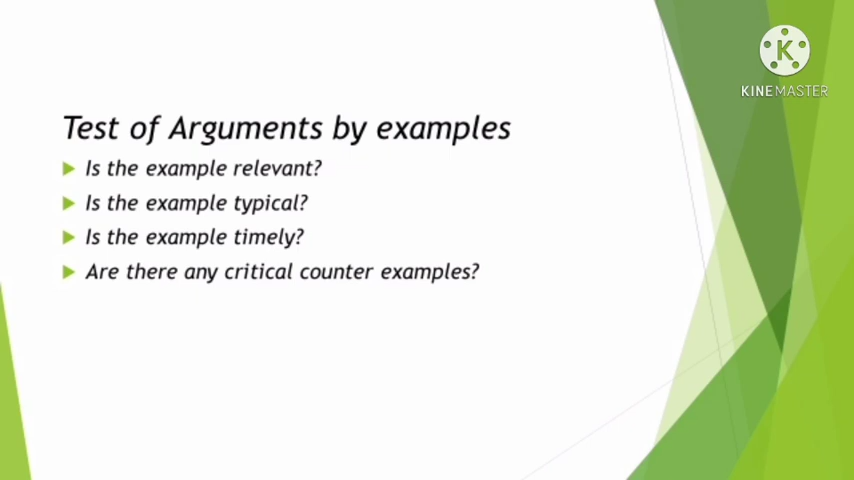 K
KINEMASTER
Test of Arguments by examples
Is the example relevant?
Is the example typical?
Is the example timely?
Are there any critical counter examples?